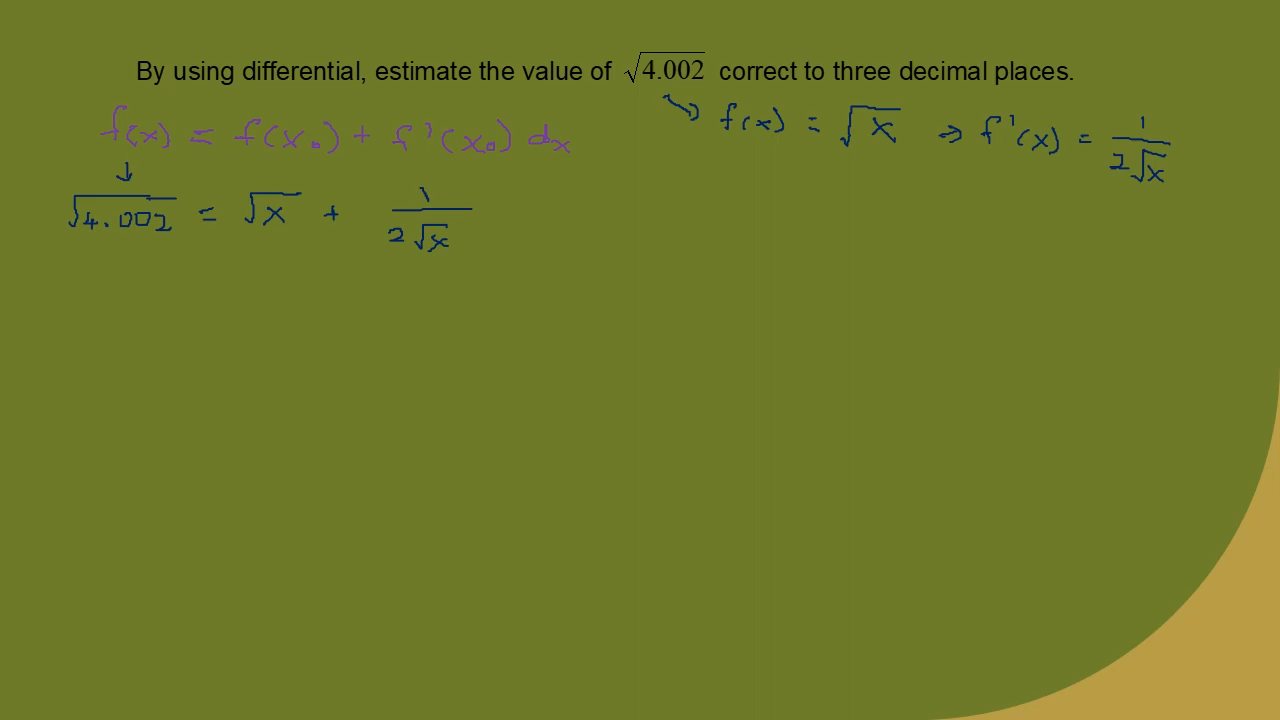 By using differential, estimate the value of √4.002 correct to three decimal places.
f(x) = f(x₀) + f'(x₀) dx
↘ f(x) = √x ⇒ f'(x) = 1/(2√x)
↓
√4.002 = √x + 1/(2√x)